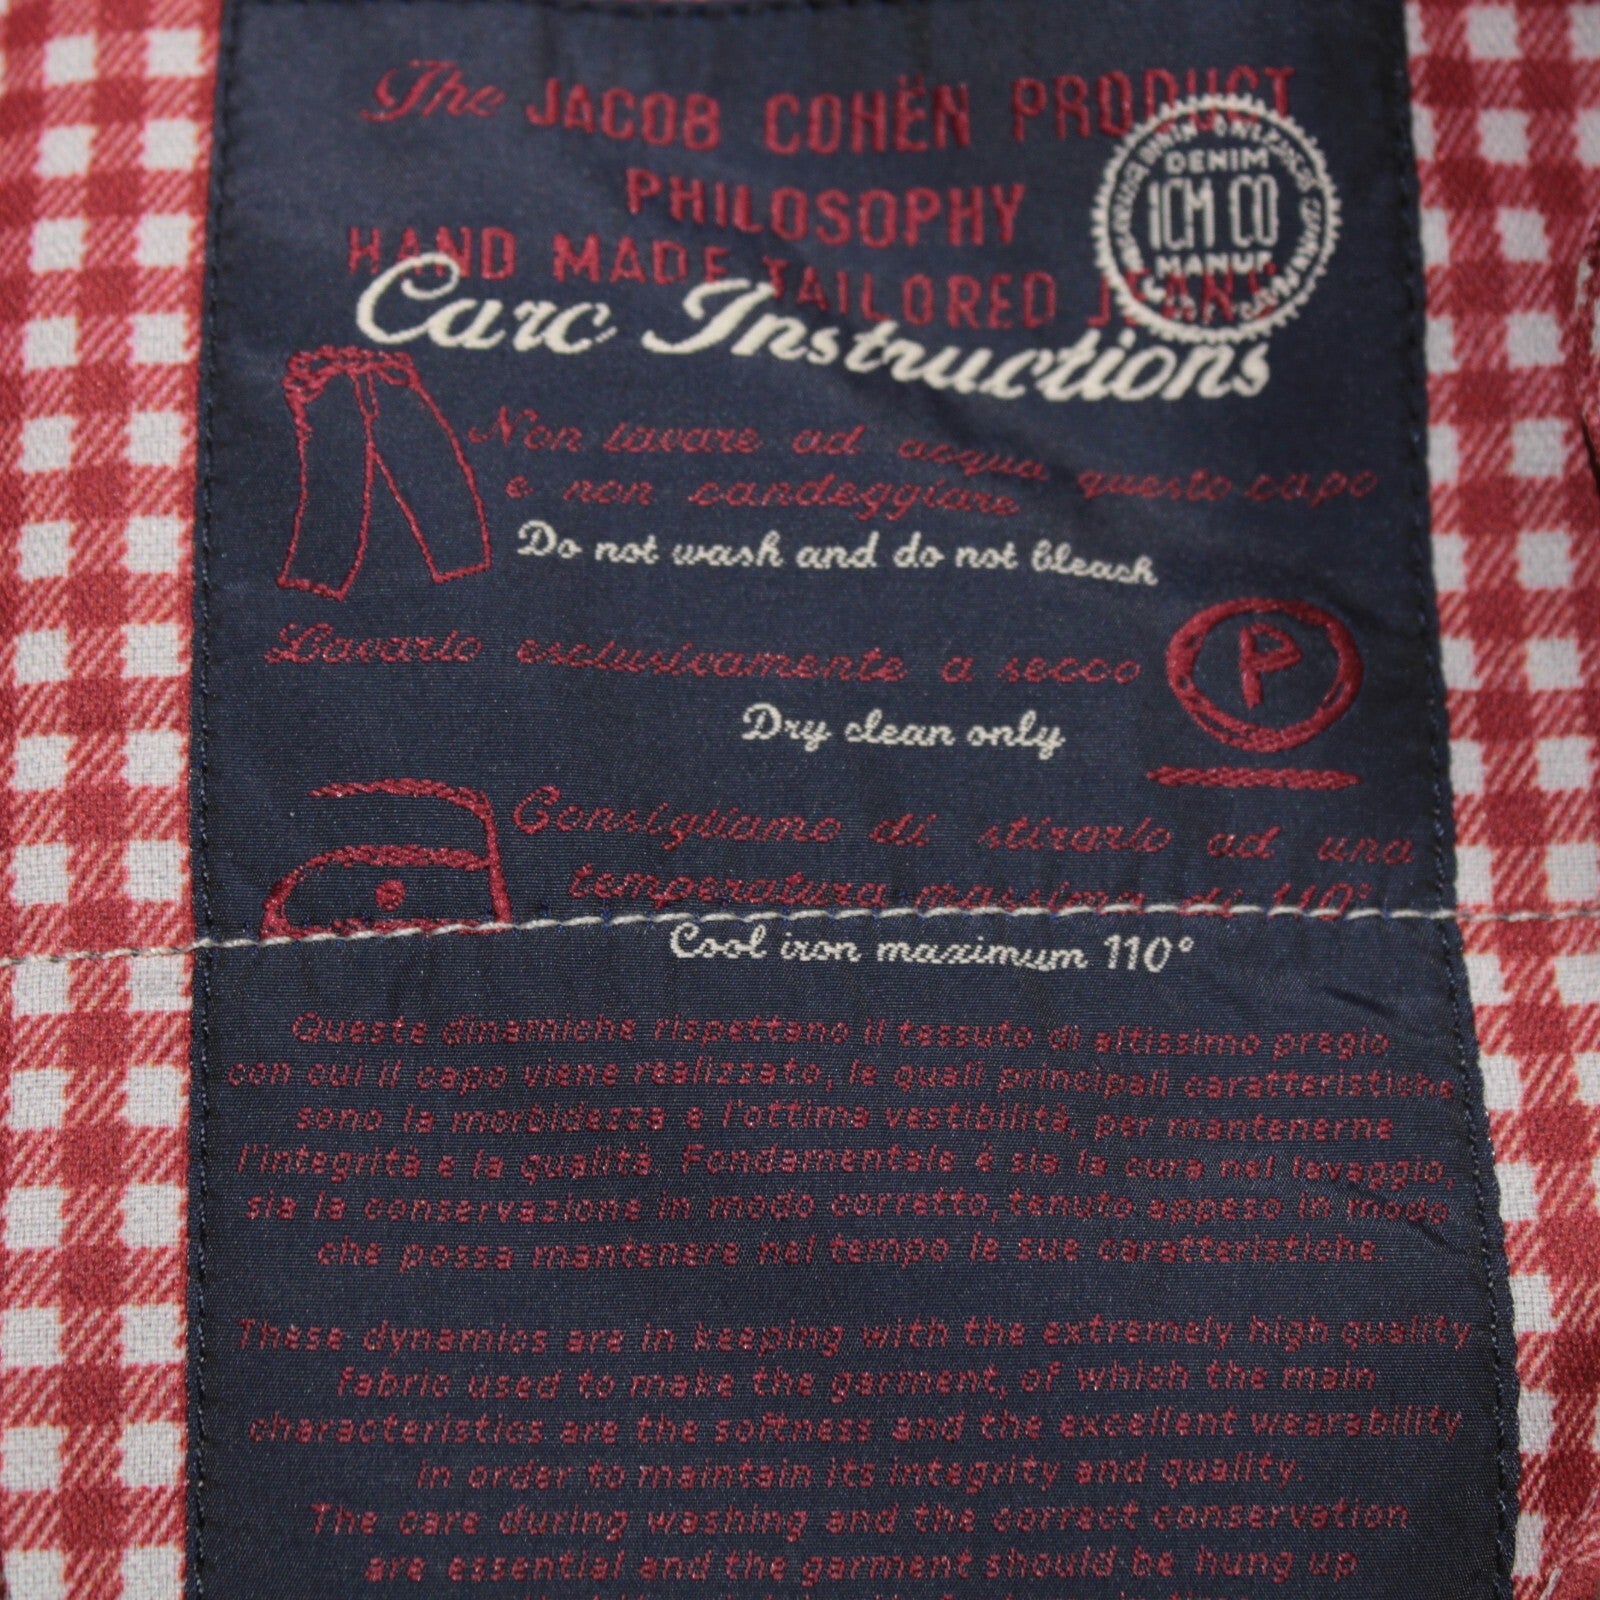 The JACOB COHËN PRODUCT
PHILOSOPHY
HAND MADE TAILORED JEANS
DENIM
MANUF
Care Instructions
Non lavare ad acqua questo capo
e non candeggiare
Do not wash and do not bleach
Lavarlo esclusivamente a secco
P
Dry clean only
Consigliamo di stirarlo ad una
temperatura massima di 110°
Cool iron maximum 110°
Queste dinamiche rispettano il tessuto di altissimo pregio
con cui il capo viene realizzato, le quali principali caratteristiche
sono la morbidezza e l'ottima vestibilità, per mantenerne
l'integrità e la qualità. Fondamentale é sia la cura nel lavaggio,
sia la conservazione in modo corretto, tenuto appeso in modo
che possa mantenere nel tempo le sue caratteristiche.
These dynamics are in keeping with the extremely high quality
fabric used to make the garment, of which the main
characteristics are the softness and the excellent wearability
in order to maintain its integrity and quality.
The care during washing and the correct conservation
are essential and the garment should be hung up